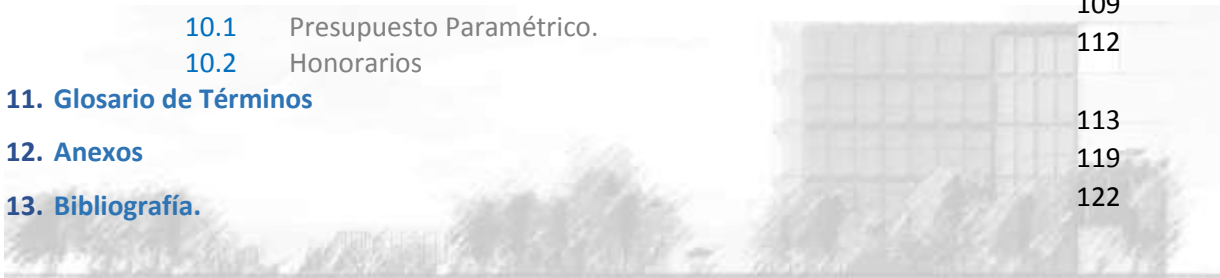 109
10.1 Presupuesto Paramétrico.
112
10.2 Honorarios
11. Glosario de Términos
113
12. Anexos
119
13. Bibliografía.
122